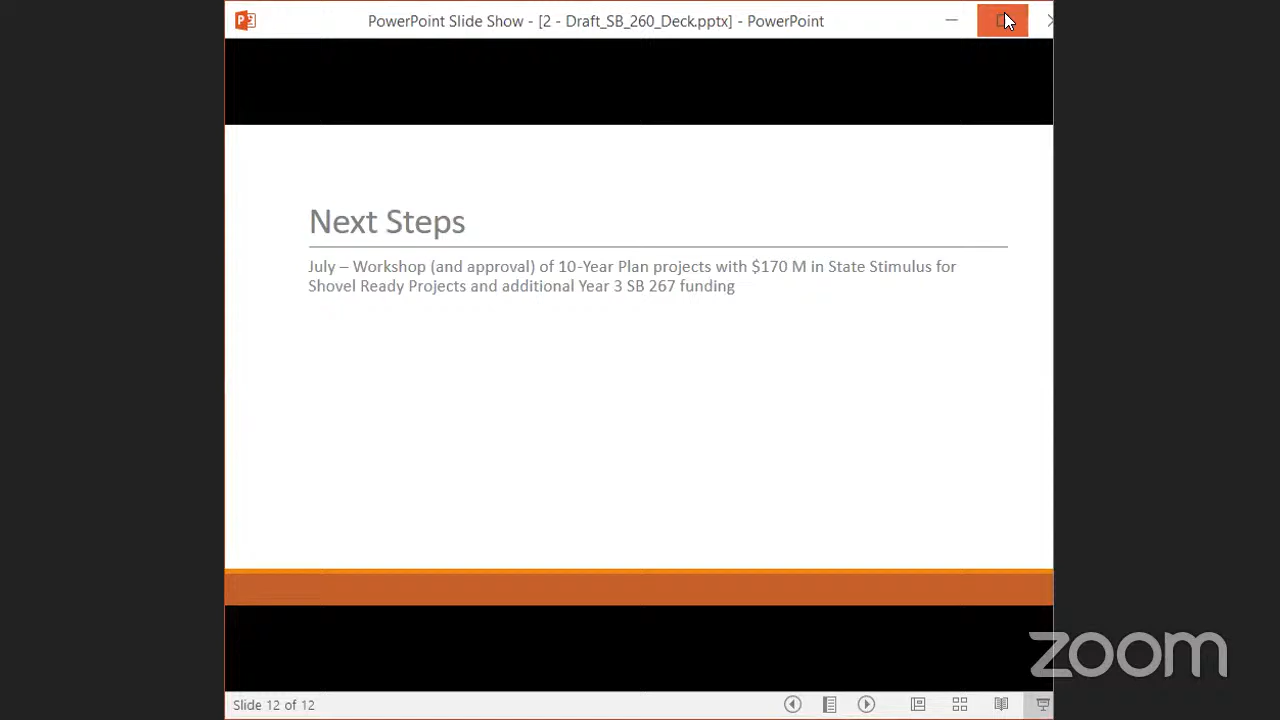 PowerPoint Slide Show - [2 - Draft_SB_260_Deck.pptx] - PowerPoint
Next Steps
July – Workshop (and approval) of 10-Year Plan projects with $170 M in State Stimulus for
Shovel Ready Projects and additional Year 3 SB 267 funding
zoom
Slide 12 of 12